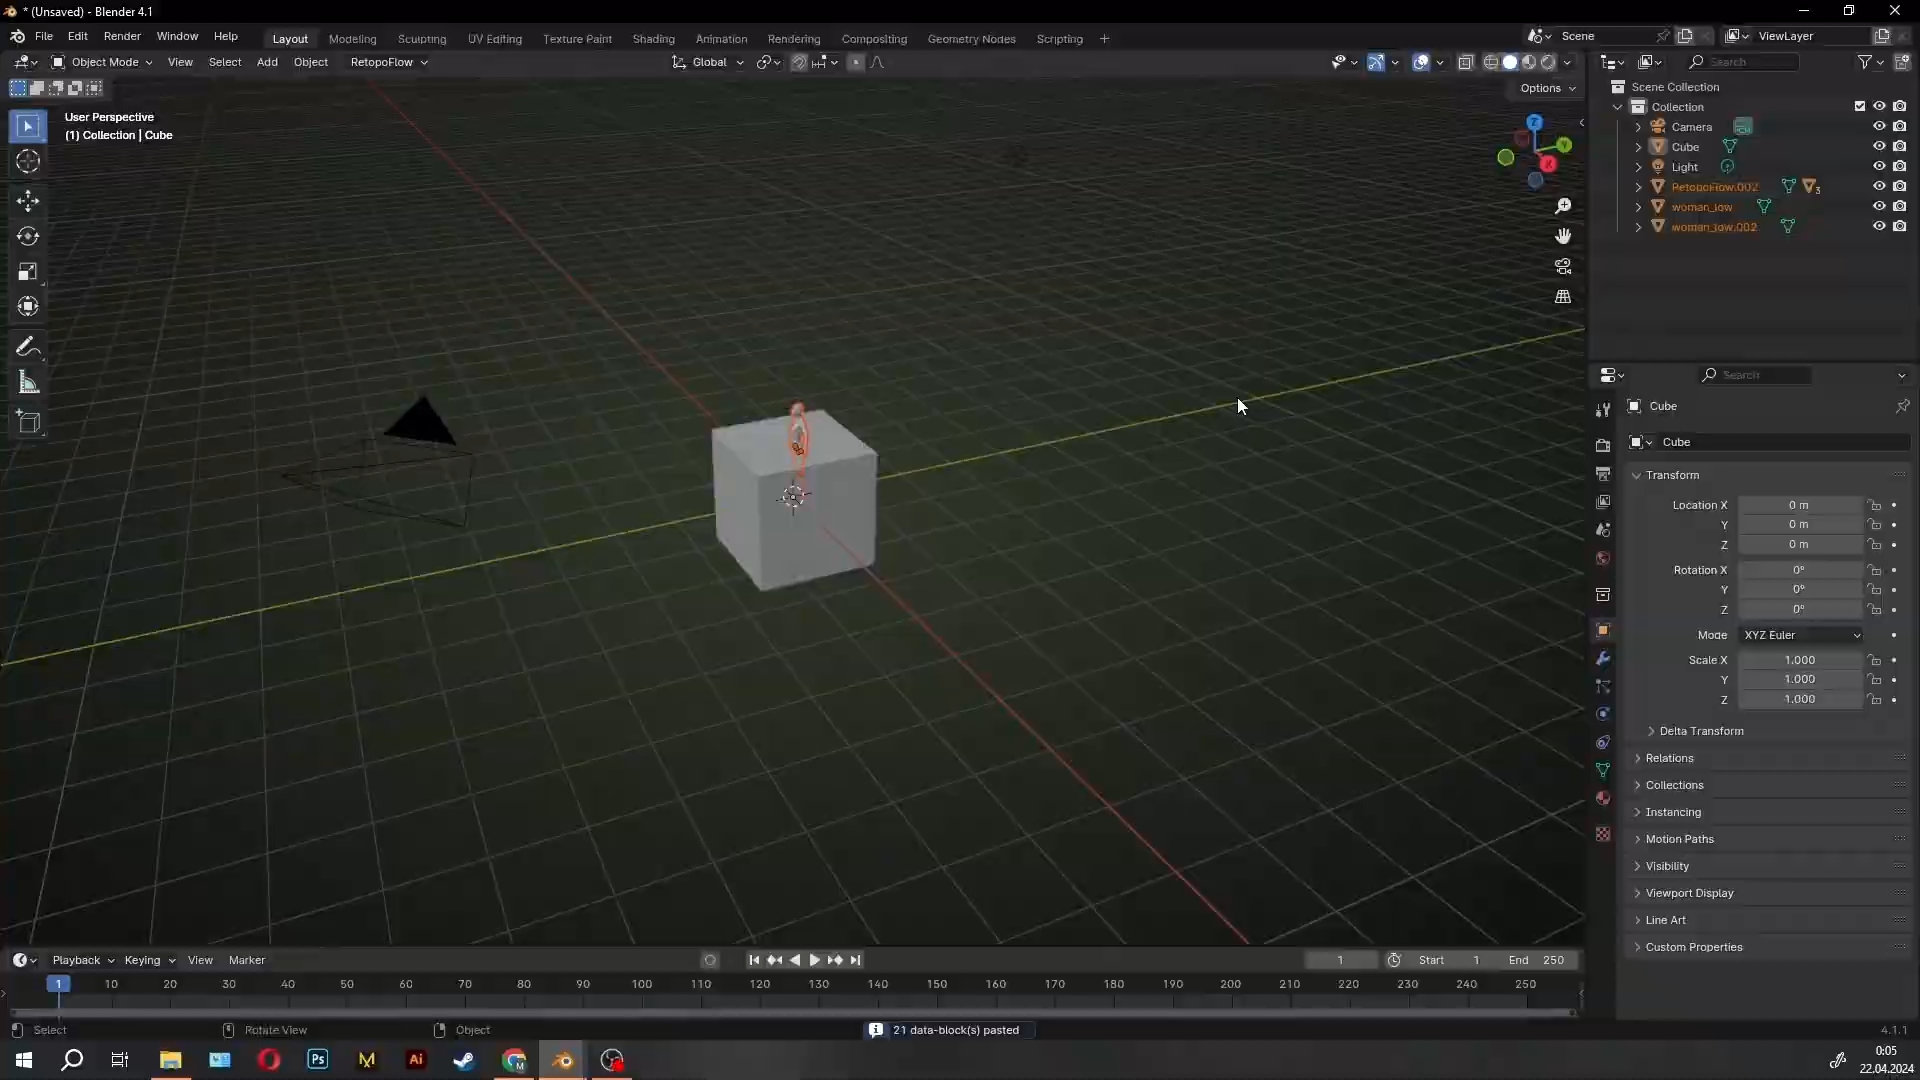 * (Unsaved) - Blender 4.1
File Edit Render Window Help
Layout Modeling Sculpting UV Editing Texture Paint Shading Animation Rendering Compositing Geometry Nodes Scripting +
Scene ViewLayer
Object Mode View Select Add Object RetopoFlow Global Search
Options
User Perspective
(1) Collection | Cube
Z
Y
X
Scene Collection
Collection
Camera
Cube
Light
RetopoFlow.002 3
woman_low
woman_low.002
Search
Cube
Cube
Transform
Location X 0 m
Y 0 m
Z 0 m
Rotation X 0°
Y 0°
Z 0°
Mode XYZ Euler
Scale X 1.000
Y 1.000
Z 1.000
Delta Transform
Relations
Collections
Instancing
Motion Paths
Visibility
Viewport Display
Line Art
Custom Properties
Playback Keying View Marker 1 Start 1 End 250
1 10 20 30 40 50 60 70 80 90 100 110 120 130 140 150 160 170 180 190 200 210 220 230 240 250
Select Rotate View Object 21 data-block(s) pasted 4.1.1
Ps Ai M
0:05
22.04.2024